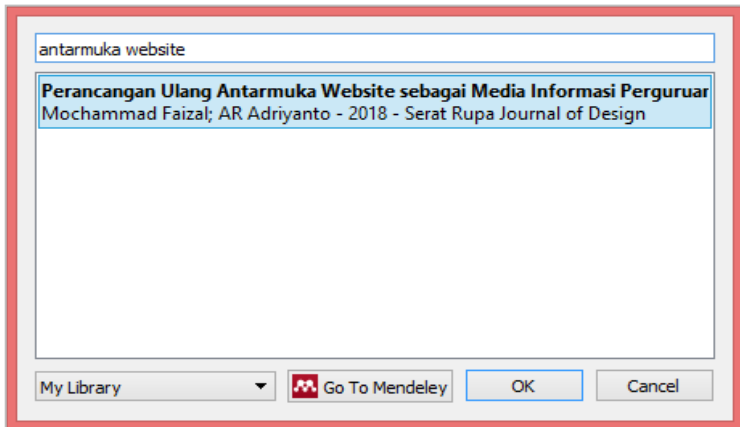 antarmuka website
Perancangan Ulang Antarmuka Website sebagai Media Informasi Perguruar
Mochammad Faizal; AR Adriyanto - 2018 - Serat Rupa Journal of Design
My Library Go To Mendeley OK Cancel